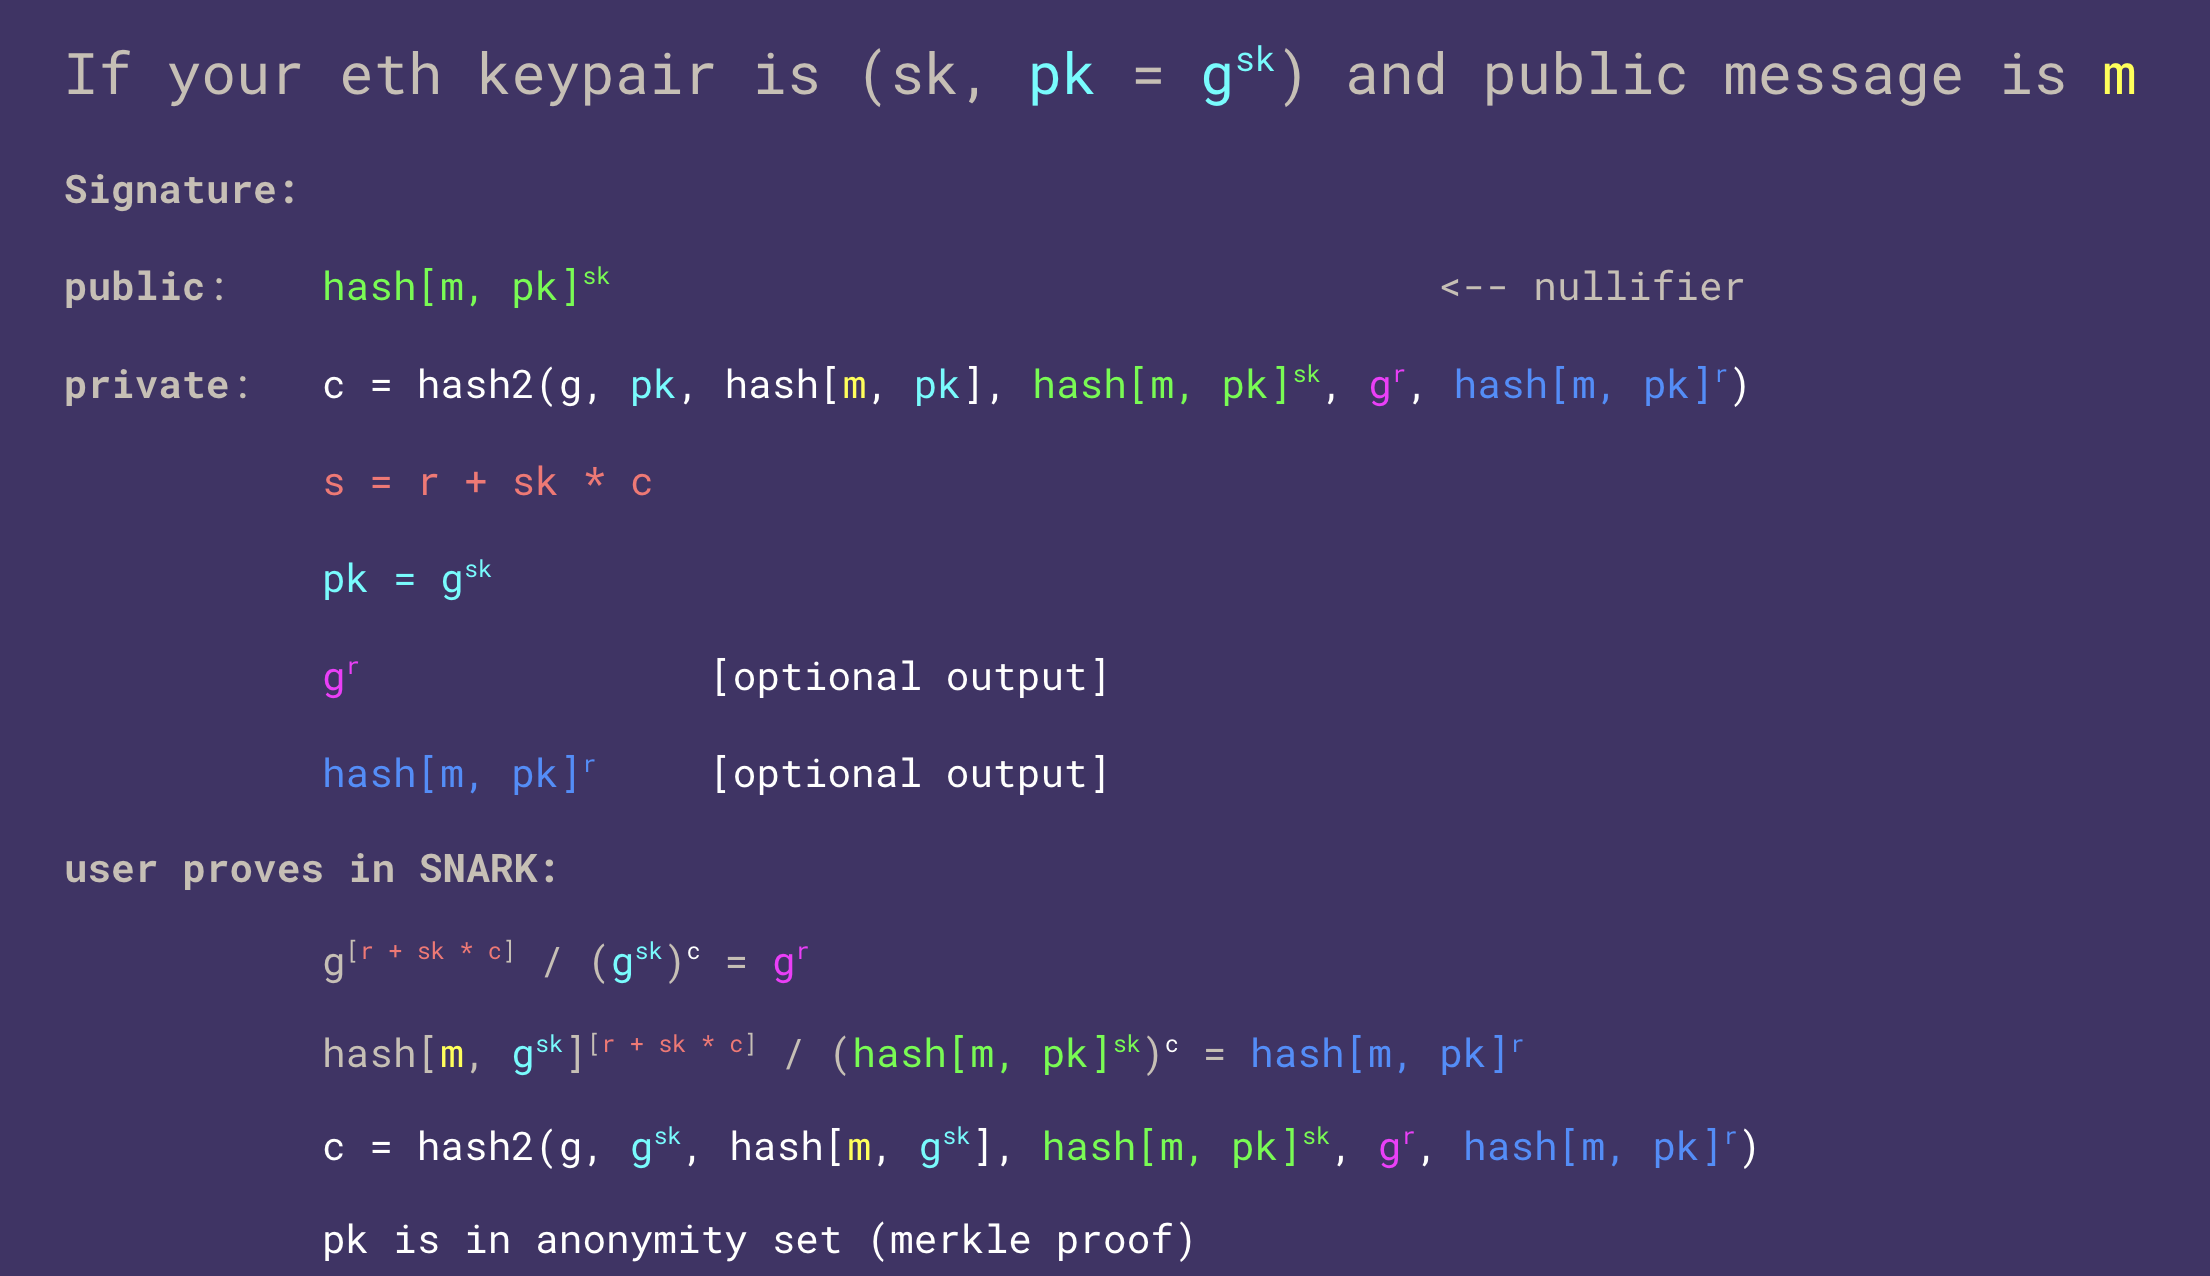 If your eth keypair is (sk, pk = g^sk) and public message is m
Signature:
public: hash[m, pk]^sk <-- nullifier
private: c = hash2(g, pk, hash[m, pk], hash[m, pk]^sk, g^r, hash[m, pk]^r)
s = r + sk * c
pk = g^sk
g^r [optional output]
hash[m, pk]^r [optional output]
user proves in SNARK:
g^[r + sk * c] / (g^sk)^c = g^r
hash[m, g^sk]^[r + sk * c] / (hash[m, pk]^sk)^c = hash[m, pk]^r
c = hash2(g, g^sk, hash[m, g^sk], hash[m, pk]^sk, g^r, hash[m, pk]^r)
pk is in anonymity set (merkle proof)